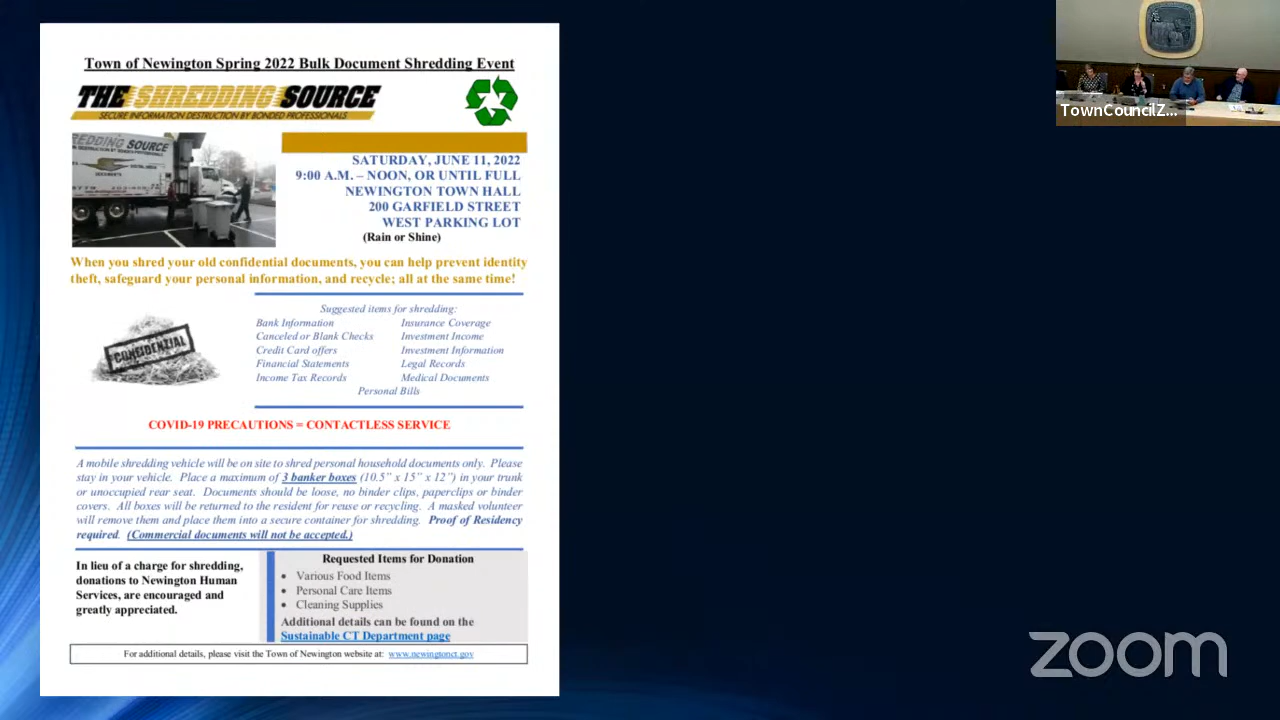 Town of Newington Spring 2022 Bulk Document Shredding Event
THE SHREDDING SOURCE
SECURE INFORMATION DESTRUCTION BY BONDED PROFESSIONALS
SATURDAY, JUNE 11, 2022
9:00 A.M. – NOON, OR UNTIL FULL
NEWINGTON TOWN HALL
200 GARFIELD STREET
WEST PARKING LOT
(Rain or Shine)
When you shred your old confidential documents, you can help prevent identity
theft, safeguard your personal information, and recycle; all at the same time!
CONFIDENTIAL
Suggested items for shredding:
Bank Information
Canceled or Blank Checks
Credit Card offers
Financial Statements
Income Tax Records
Insurance Coverage
Investment Income
Investment Information
Legal Records
Medical Documents
Personal Bills
COVID-19 PRECAUTIONS = CONTACTLESS SERVICE
A mobile shredding vehicle will be on site to shred personal household documents only. Please
stay in your vehicle. Place a maximum of 3 banker boxes (10.5” x 15” x 12”) in your trunk
or unoccupied rear seat. Documents should be loose, no binder clips, paperclips or binder
covers. All boxes will be returned to the resident for reuse or recycling. A masked volunteer
will remove them and place them into a secure container for shredding. Proof of Residency
required. (Commercial documents will not be accepted.)
In lieu of a charge for shredding,
donations to Newington Human
Services, are encouraged and
greatly appreciated.
Requested Items for Donation
• Various Food Items
• Personal Care Items
• Cleaning Supplies
Additional details can be found on the
Sustainable CT Department page
For additional details, please visit the Town of Newington website at: www.newingtonct.gov
TownCouncilZ...
zoom